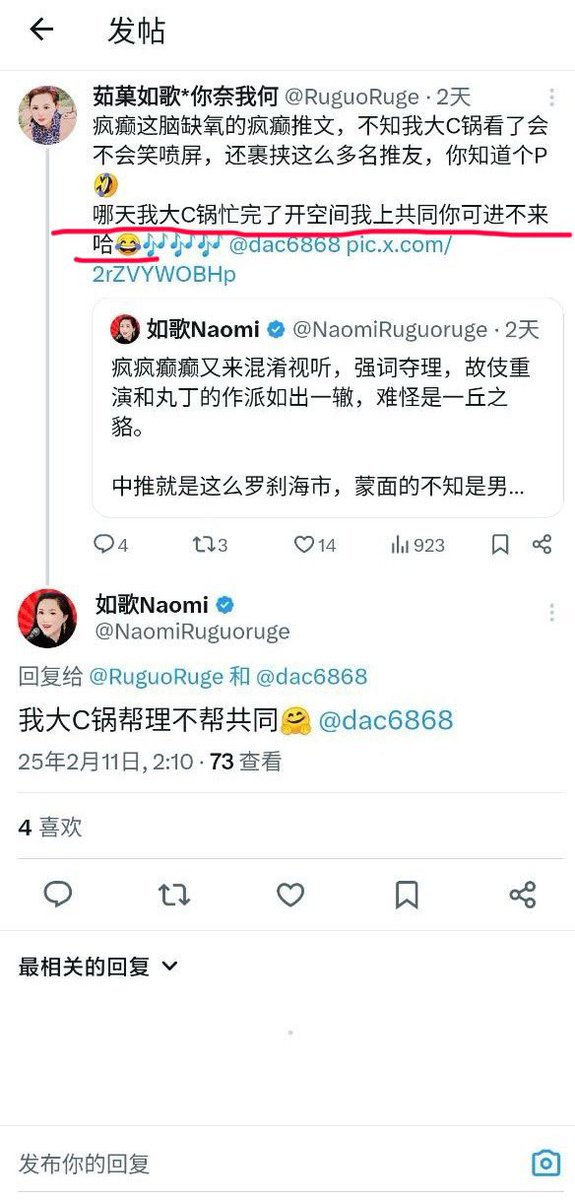 发帖
茹菓如歌*你奈我何 @RuguoRuge · 2天
疯癫这脑缺氧的疯癫推文，不知我大C锅看了会
不会笑喷屏，还裹挟这么多名推友，你知道个P
🤣
哪天我大C锅忙完了开空间我上共同你可进不来
哈😂🎶🎶🎶 @dac6868 pic.x.com/
2rZVYWOBHp
如歌Naomi @NaomiRuguoruge · 2天
疯疯癫癫又来混淆视听，强词夺理，故伎重
演和丸丁的作派如出一辙，难怪是一丘之
貉。
中推就是这么罗刹海市，蒙面的不知是男...
4 3 14 923
如歌Naomi
@NaomiRuguoruge
回复给 @RuguoRuge 和 @dac6868
我大C锅帮理不帮共同🤗 @dac6868
25年2月11日, 2:10 · 73 查看
4 喜欢
最相关的回复
发布你的回复